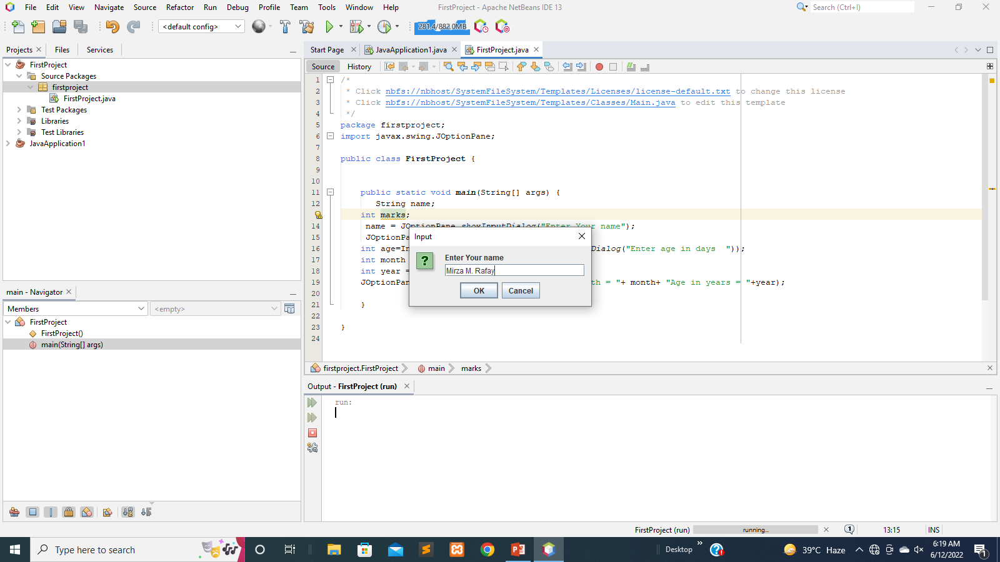 File Edit View Navigate Source Refactor Run Debug Profile Team Tools Window Help
FirstProject - Apache NetBeans IDE 13
Search (Ctrl+I)
<default config>
281.4/882.0MB
Projects
Files
Services
FirstProject
Source Packages
firstproject
FirstProject.java
Test Packages
Libraries
Test Libraries
JavaApplication1
main - Navigator
Members
<empty>
FirstProject
FirstProject()
main(String[] args)
Start Page
JavaApplication1.java
FirstProject.java
Source
History
1 /*
2 * Click nbfs://nbhost/SystemFileSystem/Templates/Licenses/license-default.txt to change this license
3 * Click nbfs://nbhost/SystemFileSystem/Templates/Classes/Main.java to edit this template
4 */
5 package firstproject;
6 import javax.swing.JOptionPane;
7
8 public class FirstProject {
9
10
11 public static void main(String[] args) {
12 String name;
int marks;
14 name = JOptionPane.showInputDialog("Enter Your name");
15 JOptionPa
16 int age=In Dialog("Enter age in days  "));
17 int month
18 int year =
19 JOptionPan th = "+ month+ "Age in years = "+year);
20
21 }
22
23 }
24
Input
Enter Your name
Mirza M. Rafay
OK
Cancel
firstproject.FirstProject
main
marks
Output - FirstProject (run)
run:
FirstProject (run)
running...
1
13:15
INS
Type here to search
Desktop
39°C Haze
6:19 AM
6/12/2022
1